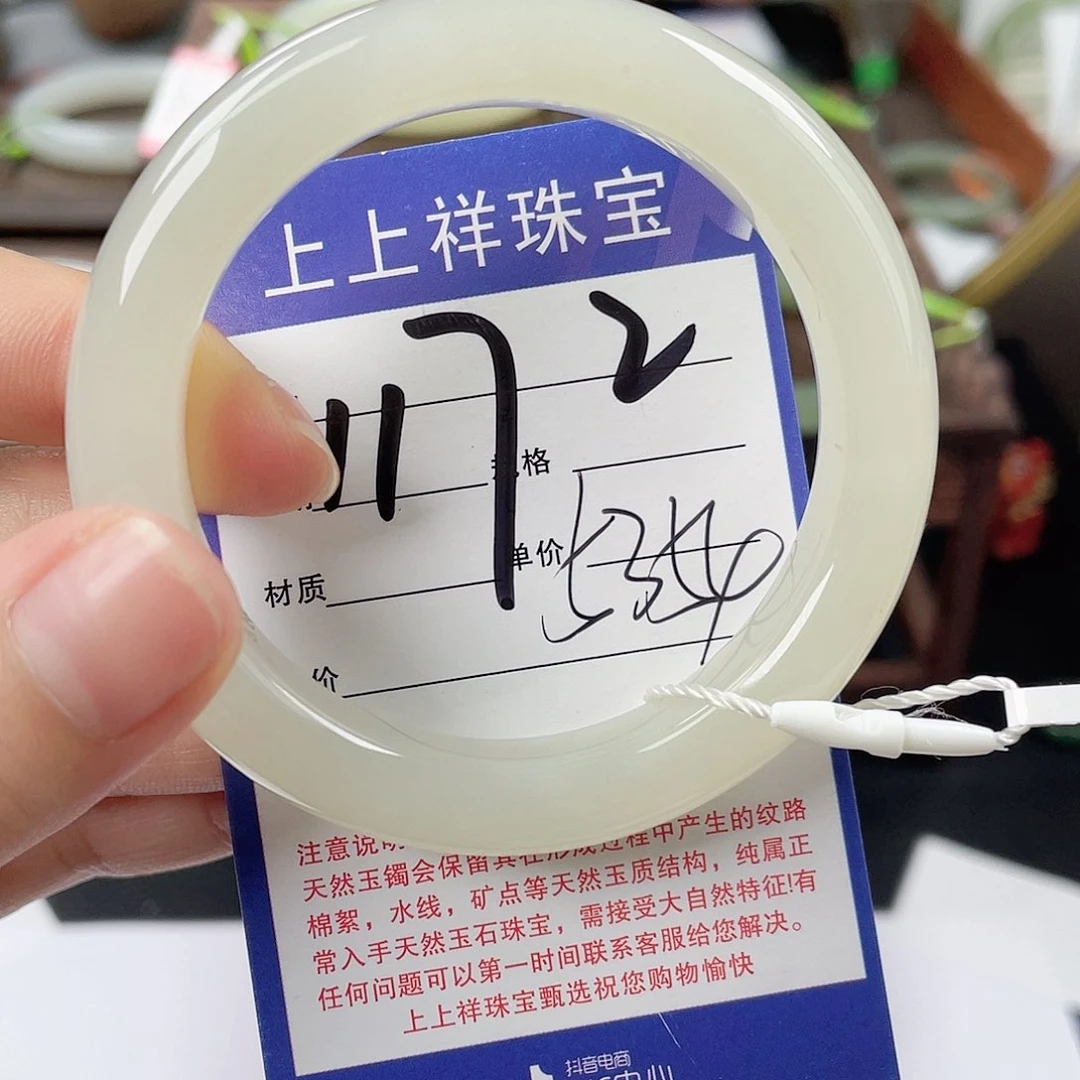 上上祥珠宝
117 2
格
单价
材质
价
注意说
天然玉镯会保留其在形成过程中产生的纹路
棉絮，水线，矿点等天然玉质结构，纯属正
常入手天然玉石珠宝，需接受大自然特征!有
任何问题可以第一时间联系客服给您解决。
上上祥珠宝甄选祝您购物愉快
抖音电商